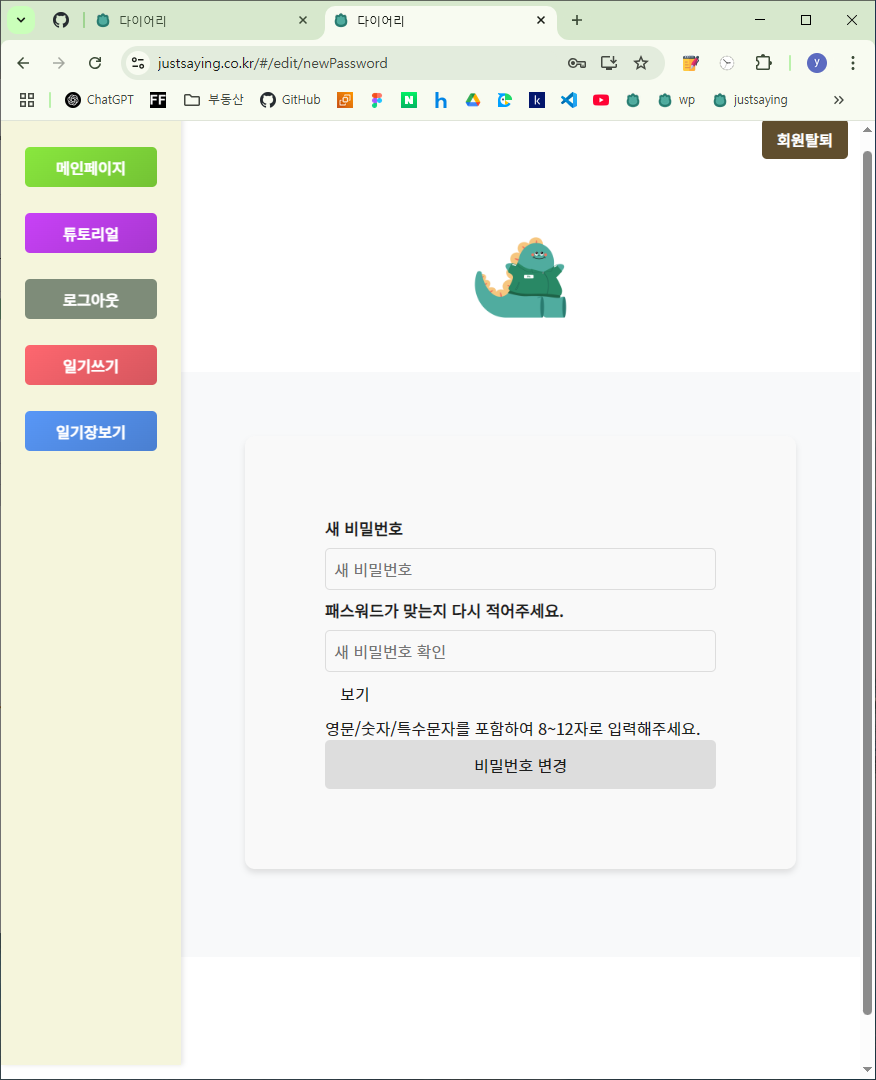 다이어리
다이어리
justsaying.co.kr/#/edit/newPassword
y
ChatGPT
FF
부동산
GitHub
N
h
k
wp
justsaying
메인페이지
튜토리얼
로그아웃
일기쓰기
일기장보기
회원탈퇴
새 비밀번호
새 비밀번호
패스워드가 맞는지 다시 적어주세요.
새 비밀번호 확인
보기
영문/숫자/특수문자를 포함하여 8~12자로 입력해주세요.
비밀번호 변경